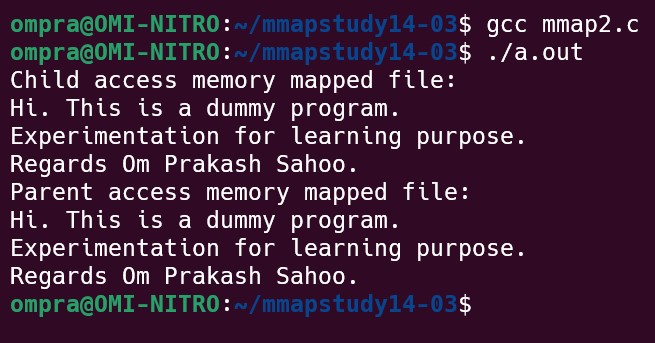 ompra@OMI-NITRO:~/mmapstudy14-03$ gcc mmap2.c
ompra@OMI-NITRO:~/mmapstudy14-03$ ./a.out
Child access memory mapped file:
Hi. This is a dummy program.
Experimentation for learning purpose.
Regards Om Prakash Sahoo.
Parent access memory mapped file:
Hi. This is a dummy program.
Experimentation for learning purpose.
Regards Om Prakash Sahoo.
ompra@OMI-NITRO:~/mmapstudy14-03$